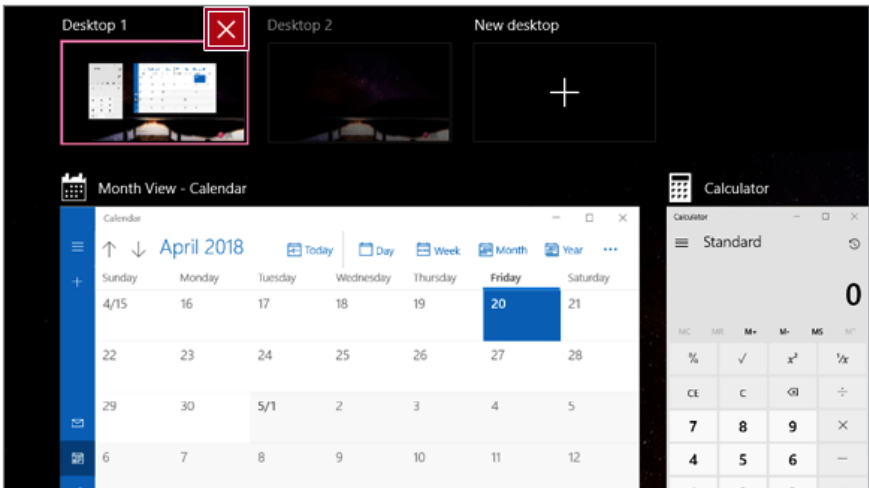 Desktop 1
Desktop 2
New desktop
Month View - Calendar
Calendar
April 2018
Today
Day
Week
Month
Year
Sunday Monday Tuesday Wednesday Thursday Friday Saturday
4/15 16 17 18 19 20 21
22 23 24 25 26 27 28
29 30 5/1 2 3 4 5
6 7 8 9 10 11 12
Calculator
Calculator
Standard
0
MC MR M+ M- MS M˅
% √ x² ¹/x
CE C ÷
7 8 9 ×
4 5 6 −